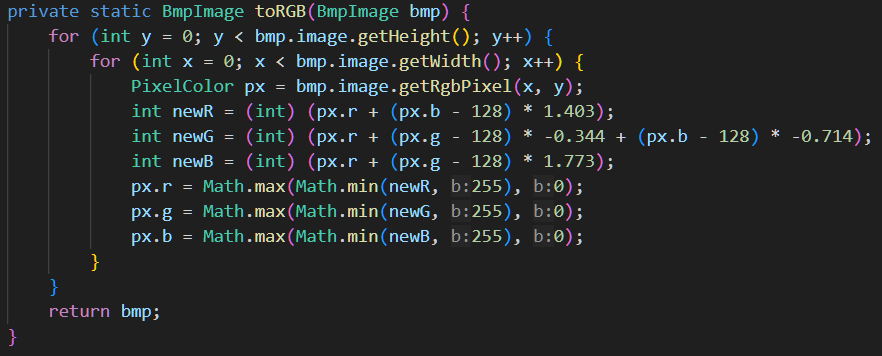 private static BmpImage toRGB(BmpImage bmp) {
    for (int y = 0; y < bmp.image.getHeight(); y++) {
        for (int x = 0; x < bmp.image.getWidth(); x++) {
            PixelColor px = bmp.image.getRgbPixel(x, y);
            int newR = (int) (px.r + (px.b - 128) * 1.403);
            int newG = (int) (px.r + (px.g - 128) * -0.344 + (px.b - 128) * -0.714);
            int newB = (int) (px.r + (px.g - 128) * 1.773);
            px.r = Math.max(Math.min(newR, b:255), b:0);
            px.g = Math.max(Math.min(newG, b:255), b:0);
            px.b = Math.max(Math.min(newB, b:255), b:0);
        }
    }
    return bmp;
}